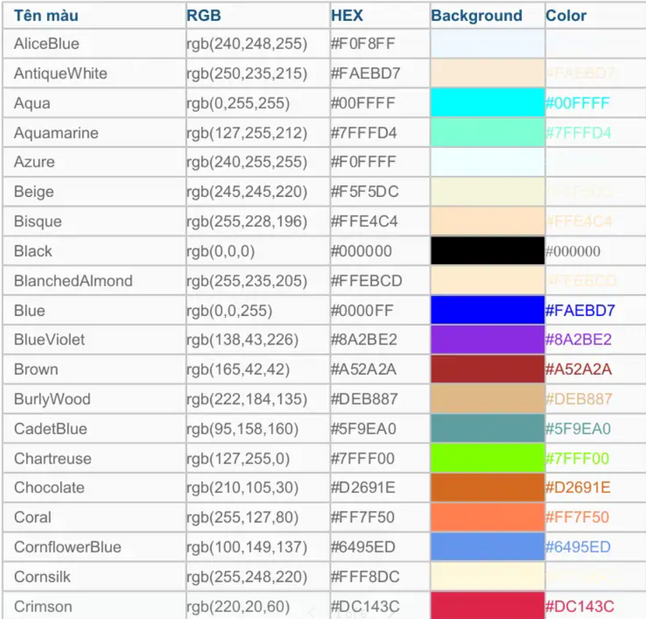 Tên màu RGB HEX Background Color
AliceBlue rgb(240,248,255) #F0F8FF
AntiqueWhite rgb(250,235,215) #FAEBD7 #FAEBD7
Aqua rgb(0,255,255) #00FFFF #00FFFF
Aquamarine rgb(127,255,212) #7FFFD4 #7FFFD4
Azure rgb(240,255,255) #F0FFFF
Beige rgb(245,245,220) #F5F5DC
Bisque rgb(255,228,196) #FFE4C4 #FFE4C4
Black rgb(0,0,0) #000000 #000000
BlanchedAlmond rgb(255,235,205) #FFEBCD #FFEBCD
Blue rgb(0,0,255) #0000FF #FAEBD7
BlueViolet rgb(138,43,226) #8A2BE2 #8A2BE2
Brown rgb(165,42,42) #A52A2A #A52A2A
BurlyWood rgb(222,184,135) #DEB887 #DEB887
CadetBlue rgb(95,158,160) #5F9EA0 #5F9EA0
Chartreuse rgb(127,255,0) #7FFF00 #7FFF00
Chocolate rgb(210,105,30) #D2691E #D2691E
Coral rgb(255,127,80) #FF7F50 #FF7F50
CornflowerBlue rgb(100,149,137) #6495ED #6495ED
Cornsilk rgb(255,248,220) #FFF8DC
Crimson rgb(220,20,60) #DC143C #DC143C